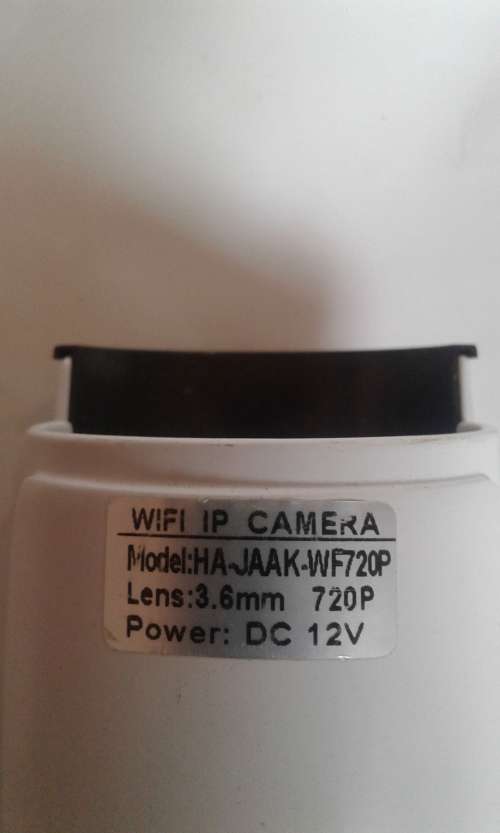 WIFI IP CAMERA
Model:HA-JAAK-WF720P
Lens:3.6mm 720P
Power: DC 12V